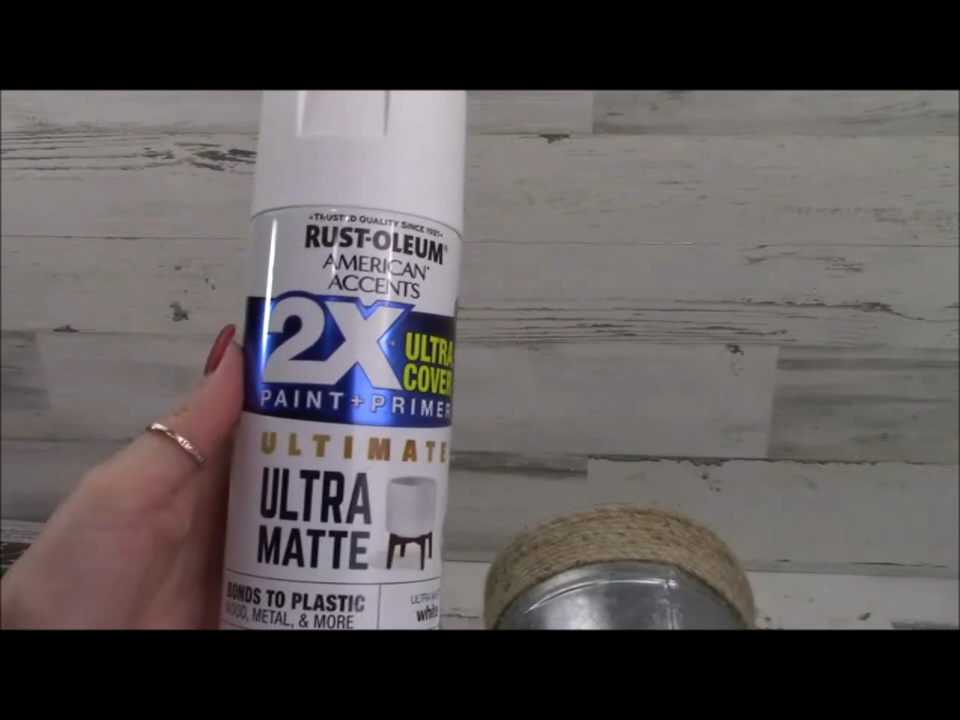 •TRUSTED QUALITY SINCE 1921•
RUST-OLEUM®
AMERICAN®
ACCENTS
2X
ULTRA
COVER
PAINT+PRIMER
ULTIMATE
ULTRA
MATTE
BONDS TO PLASTIC
WOOD, METAL, & MORE
ULTRA
white